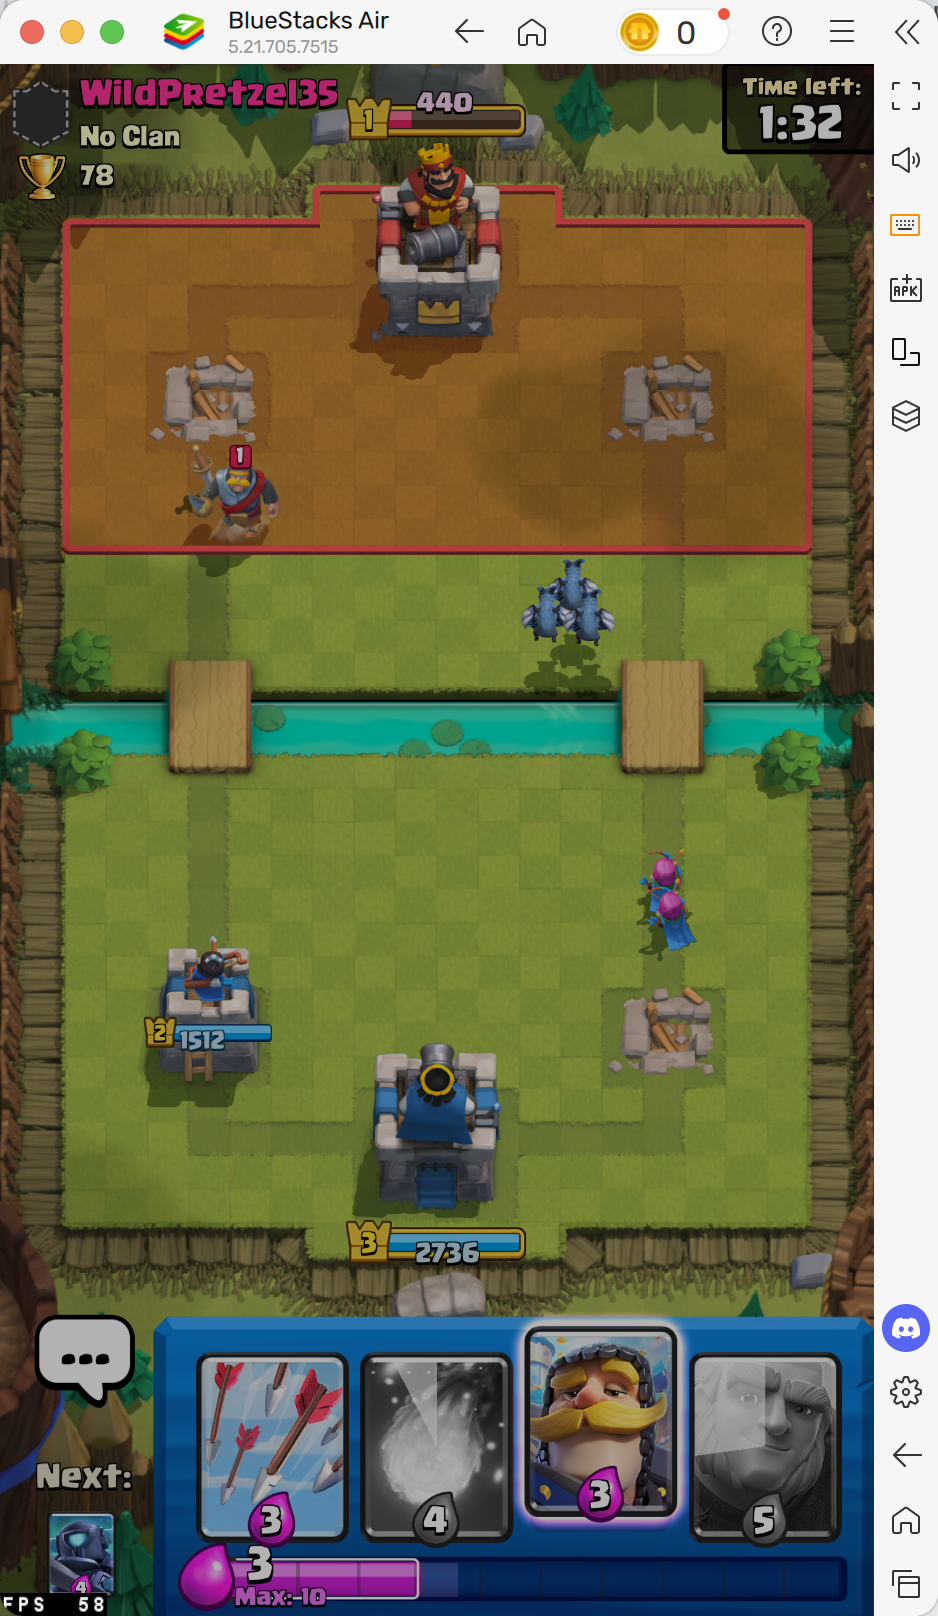 BlueStacks Air
5.21.705.7515
0
WildPretzel35
No Clan
78
1
440
Time left:
1:32
APK
1
2
1512
3
2736
Next:
3
4
3
5
4
3
Max: 10
FPS 58